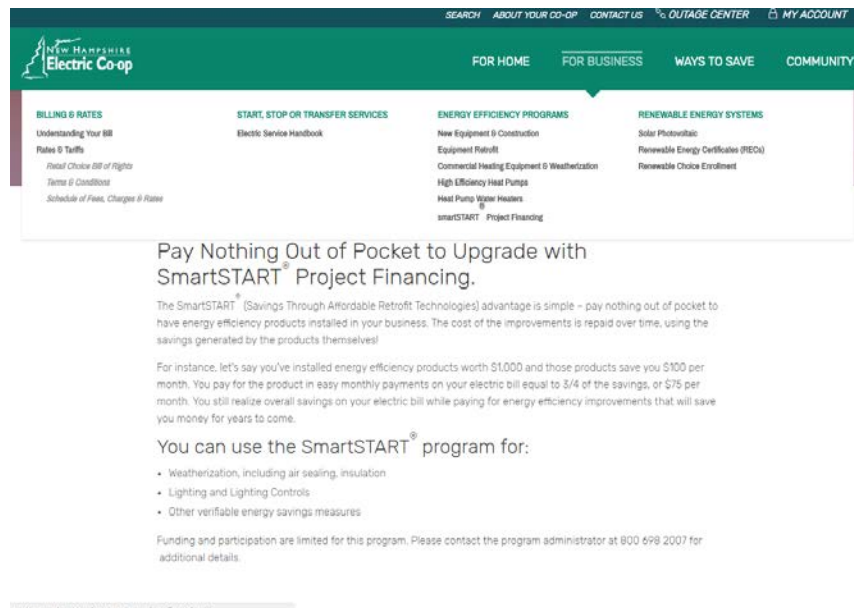 SEARCH ABOUT YOUR CO-OP CONTACT US OUTAGE CENTER MY ACCOUNT
New Hampshire
Electric Co-op
FOR HOME FOR BUSINESS WAYS TO SAVE COMMUNITY
BILLING & RATES
Understanding Your Bill
Rates & Tariffs
Retail Choice Bill of Rights
Terms & Conditions
Schedule of Fees, Charges & Rates
START, STOP OR TRANSFER SERVICES
Electric Service Handbook
ENERGY EFFICIENCY PROGRAMS
New Equipment & Construction
Equipment Retrofit
Commercial Heating Equipment & Weatherization
High Efficiency Heat Pumps
Heat Pump Water Heaters
smartSTART® Project Financing
RENEWABLE ENERGY SYSTEMS
Solar Photovoltaic
Renewable Energy Certificates (RECs)
Renewable Choice Enrollment
Pay Nothing Out of Pocket to Upgrade with
SmartSTART® Project Financing.
The SmartSTART® (Savings Through Affordable Retrofit Technologies) advantage is simple – pay nothing out of pocket to
have energy efficiency products installed in your business. The cost of the improvements is repaid over time, using the
savings generated by the products themselves!
For instance, let's say you've installed energy efficiency products worth $1,000 and those products save you $100 per
month. You pay for the product in easy monthly payments on your electric bill equal to 3/4 of the savings, or $75 per
month. You still realize overall savings on your electric bill while paying for energy efficiency improvements that will save
you money for years to come.
You can use the SmartSTART® program for:
• Weatherization, including air sealing, insulation
• Lighting and Lighting Controls
• Other verifiable energy savings measures
Funding and participation are limited for this program. Please contact the program administrator at 800 698 2007 for
additional details.